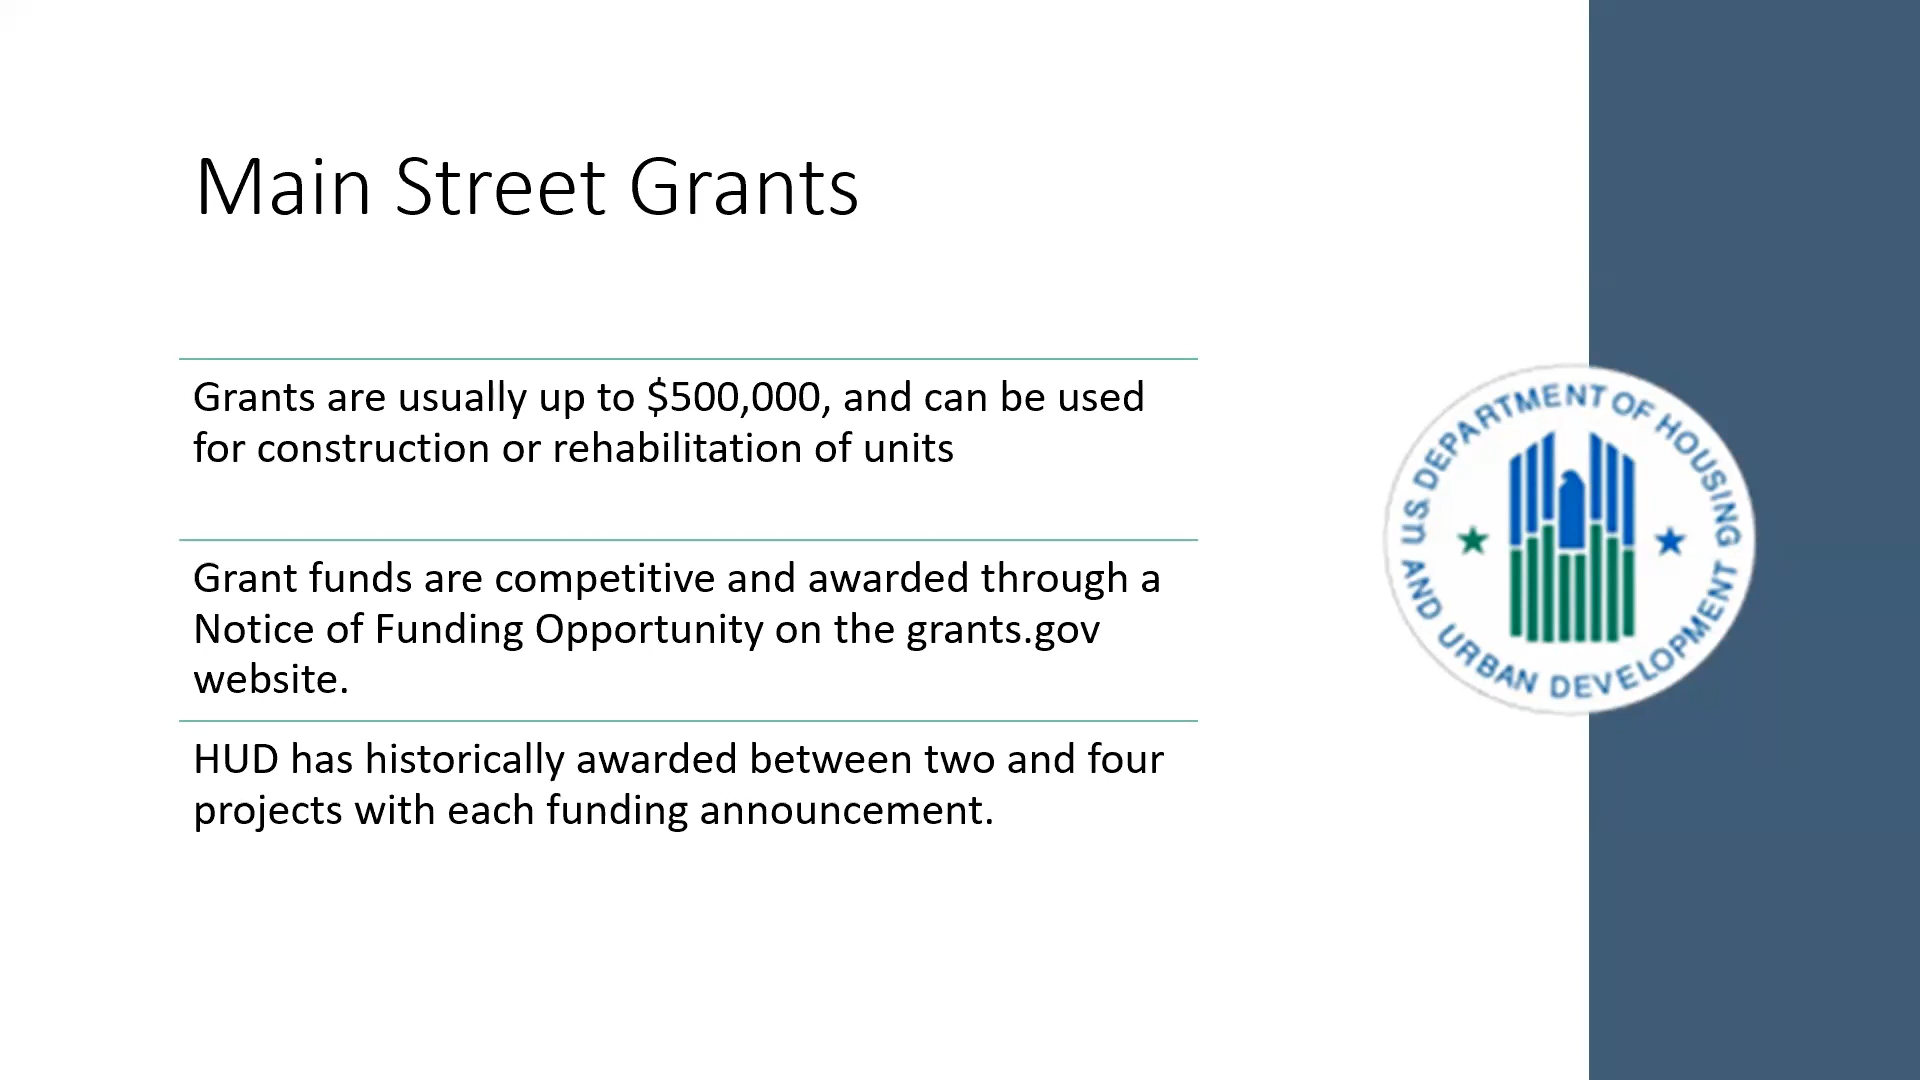 Main Street Grants
Grants are usually up to $500,000, and can be used
for construction or rehabilitation of units
Grant funds are competitive and awarded through a
Notice of Funding Opportunity on the grants.gov
website.
HUD has historically awarded between two and four
projects with each funding announcement.
U.S. DEPARTMENT OF HOUSING
AND URBAN DEVELOPMENT